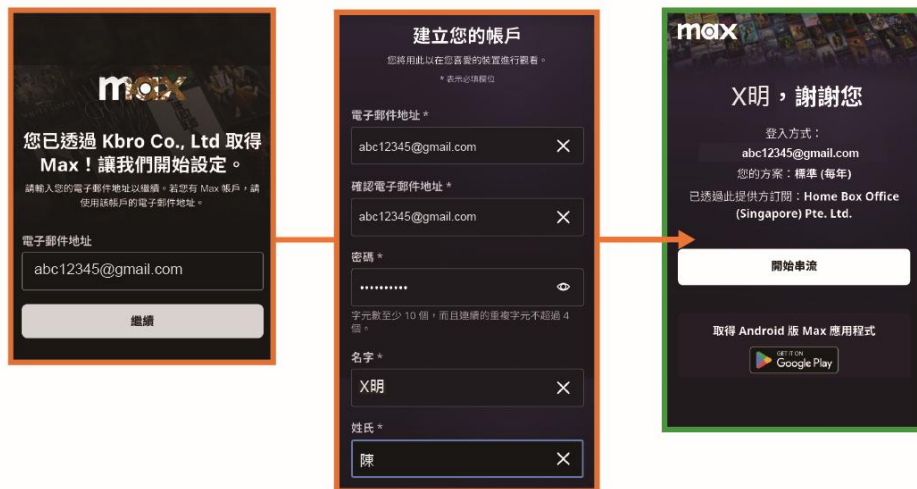 max
您已透過 Kbro Co., Ltd 取得
Max！讓我們開始設定。
請輸入您的電子郵件地址以繼續。若您有 Max 帳戶，請
使用該帳戶的電子郵件地址。
電子郵件地址
abc12345@gmail.com
繼續
建立您的帳戶
您將用此以在您喜愛的裝置進行觀看。
* 表示必填欄位
電子郵件地址 *
abc12345@gmail.com
確認電子郵件地址 *
abc12345@gmail.com
密碼 *
••••••••••
字元數至少 10 個，而且連續的重複字元不超過 4
個。
名字 *
X明
姓氏 *
陳
max
X明，謝謝您
登入方式：
abc12345@gmail.com
您的方案：標準 (每年)
已透過此提供方訂閱：Home Box Office
(Singapore) Pte. Ltd.
開始串流
取得 Android 版 Max 應用程式
GET IT ON
Google Play